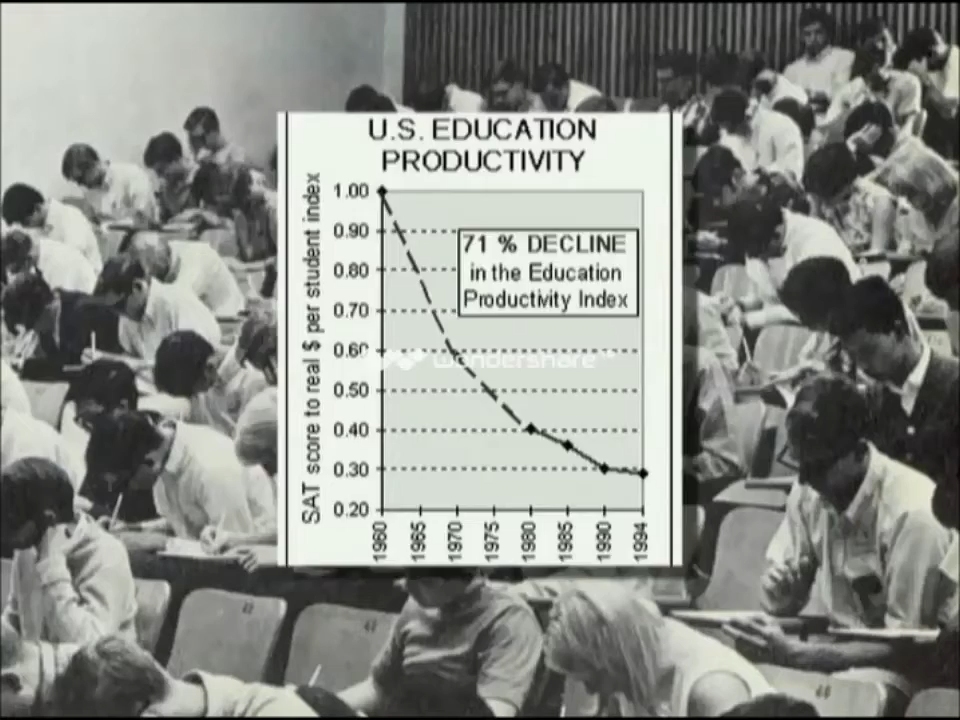 U.S. EDUCATION
PRODUCTIVITY
SAT score to real $ per student index
1.00
0.90
0.80
0.70
0.60
0.50
0.40
0.30
0.20
71 % DECLINE
in the Education
Productivity Index
wondershare
1960
1965
1970
1975
1980
1985
1990
1994